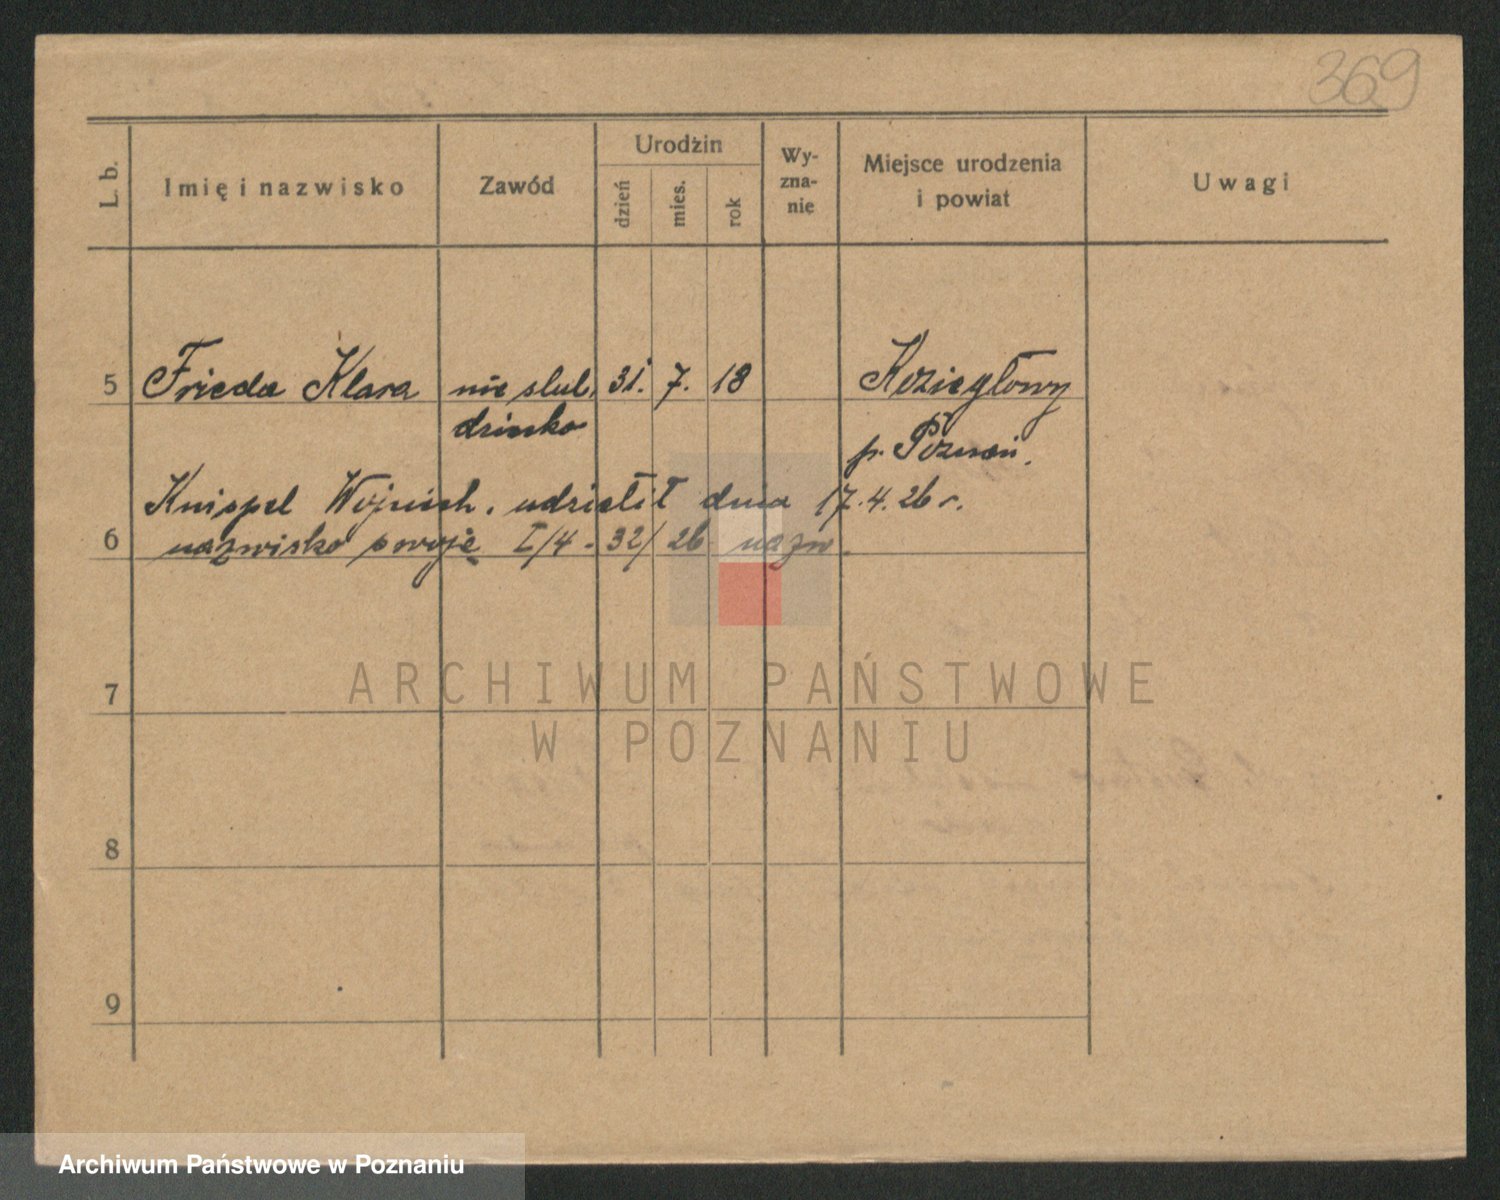 369
L. b.
Imię i nazwisko
Zawód
Urodzin
dzień
mies.
rok
Wy-
zna-
nie
Miejsce urodzenia
i powiat
Uwagi
5 Frieda Klara nie ślub. 31. 7. 18 Koziegłowy
dziecko p. Poznań.
Knispel Wojciech. udzielił dnia 17.4.26 r.
6 nazwisko swoje I/4 - 32/26 nazw.
ARCHIWUM PAŃSTWOWE
W POZNANIU
7
8
9
Archiwum Państwowe w Poznaniu